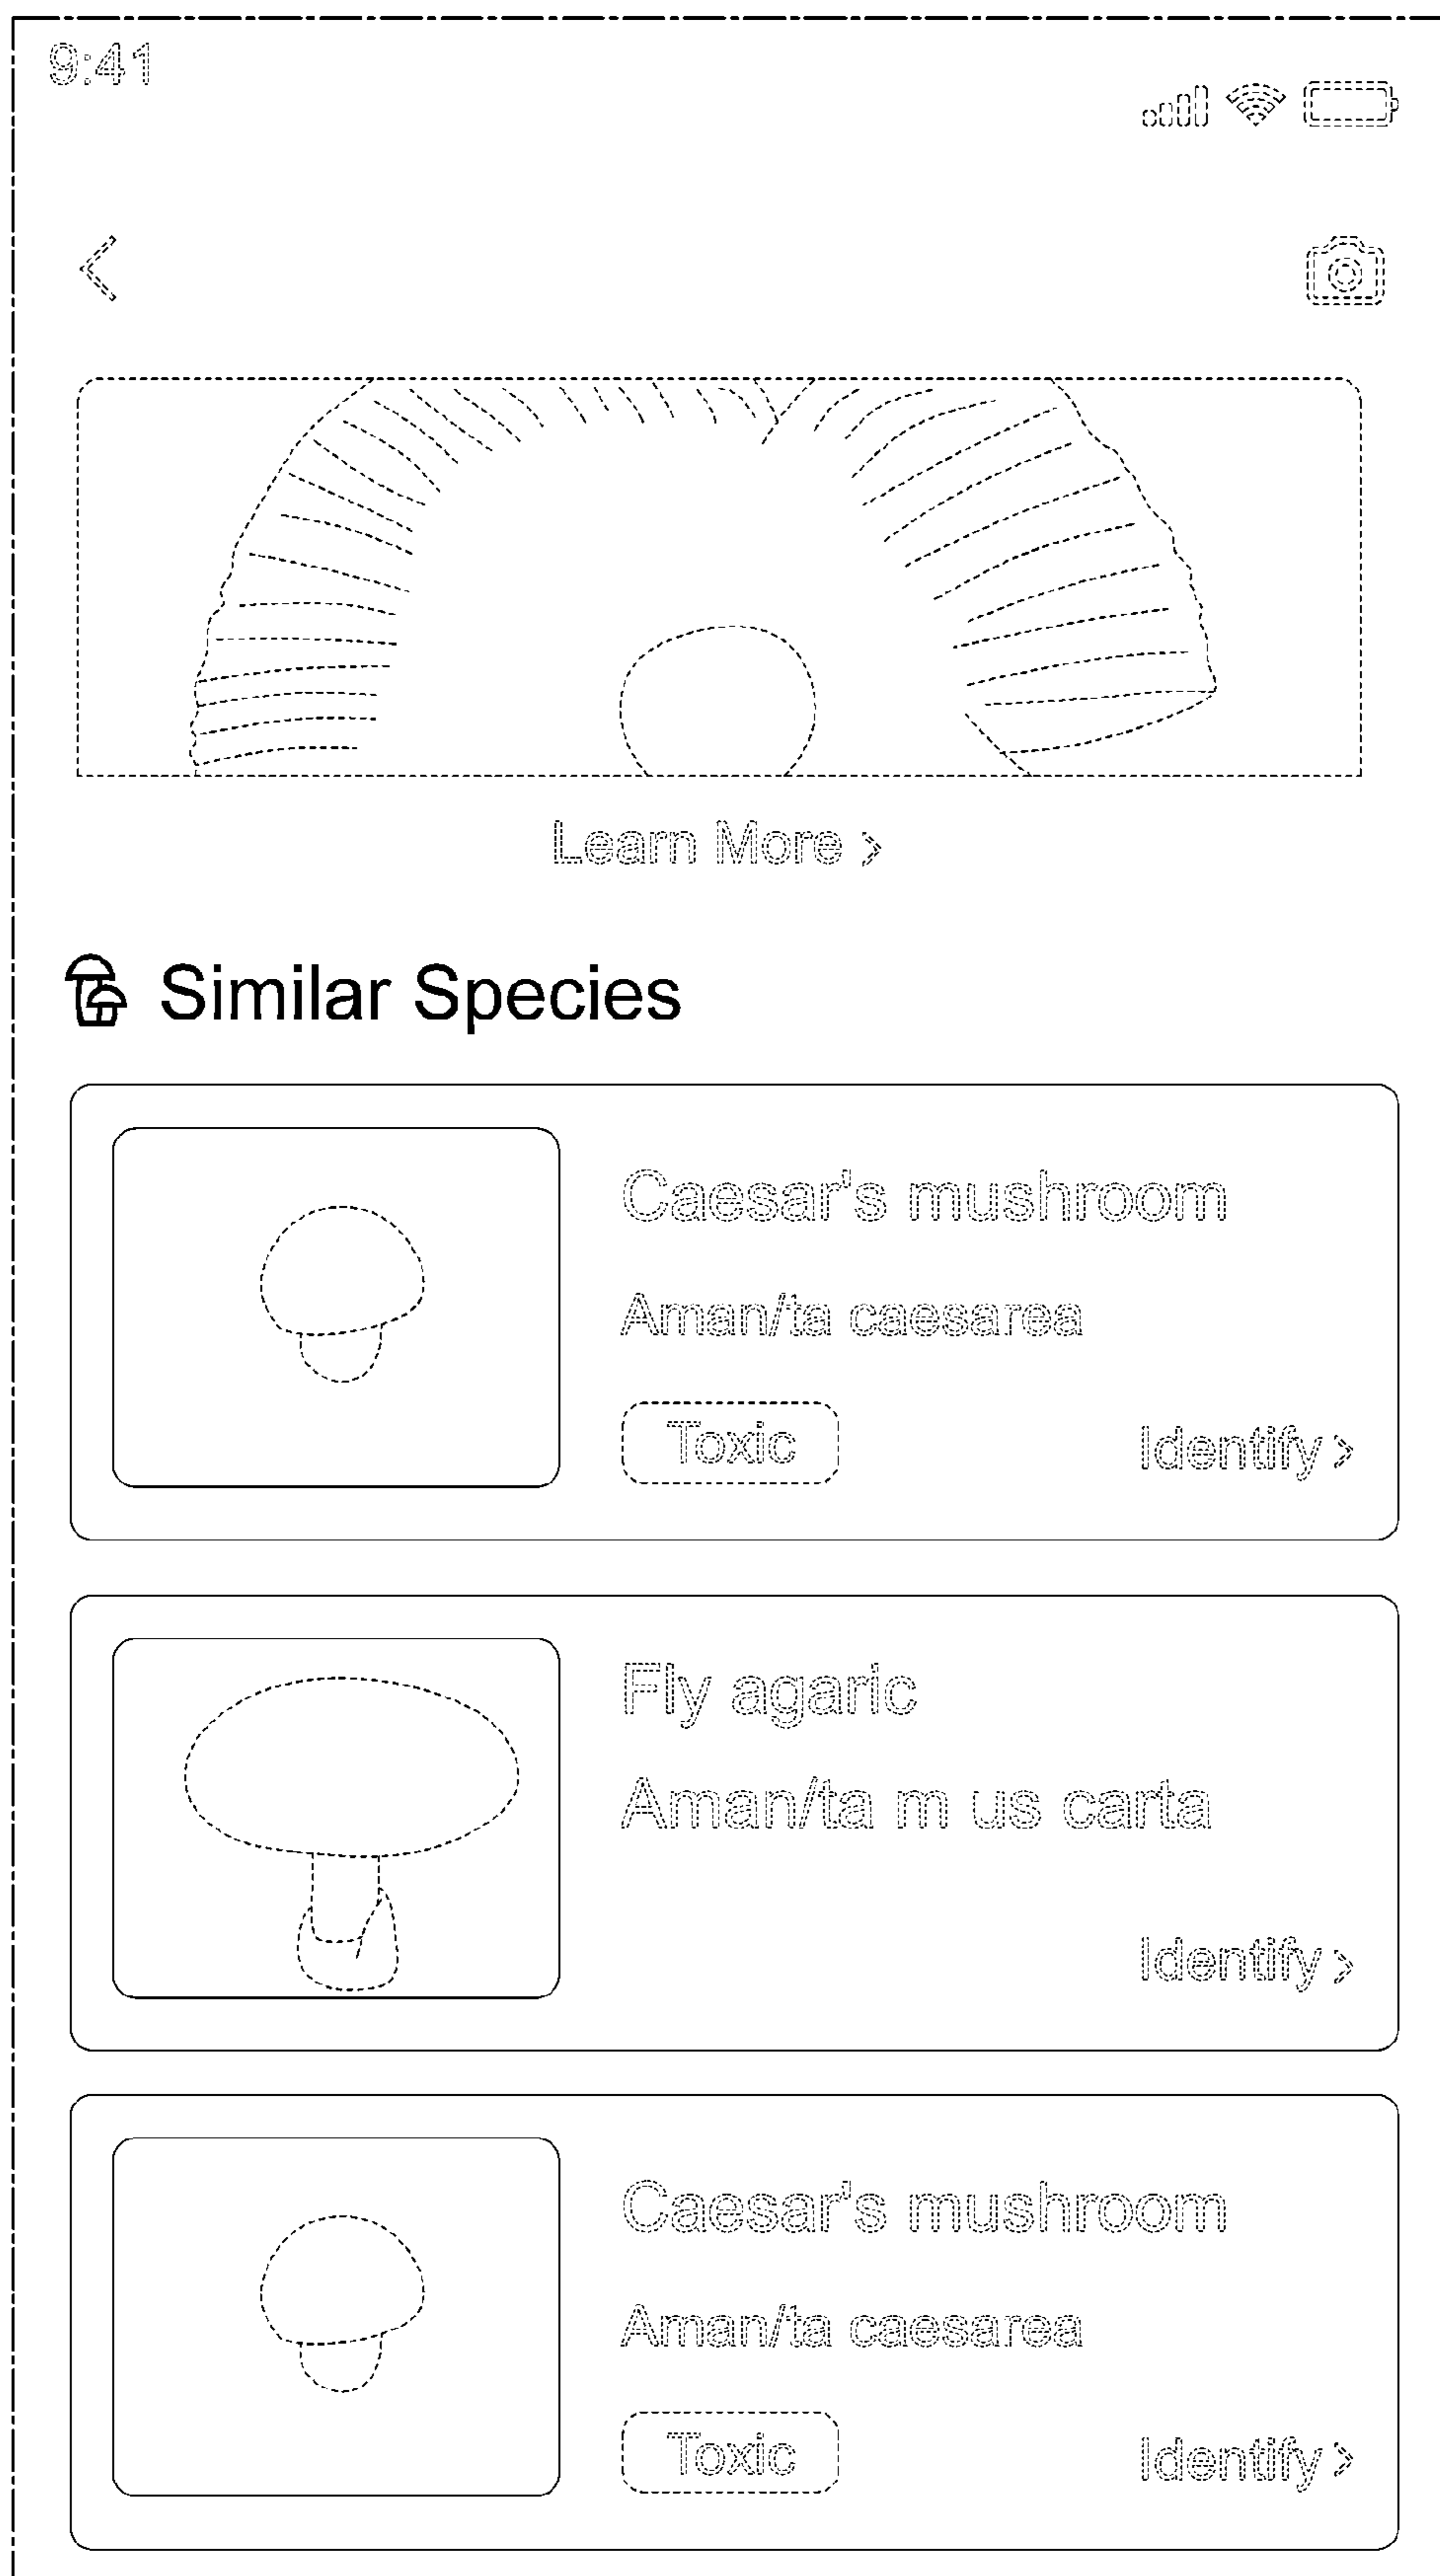 9:41
Learn More >
Similar Species
Caesar's mushroom
Aman/ta caesarea
Toxic
Identify >
Fly agaric
Aman/ta m us carta
Identify >
Caesar's mushroom
Aman/ta caesarea
Toxic
Identify >